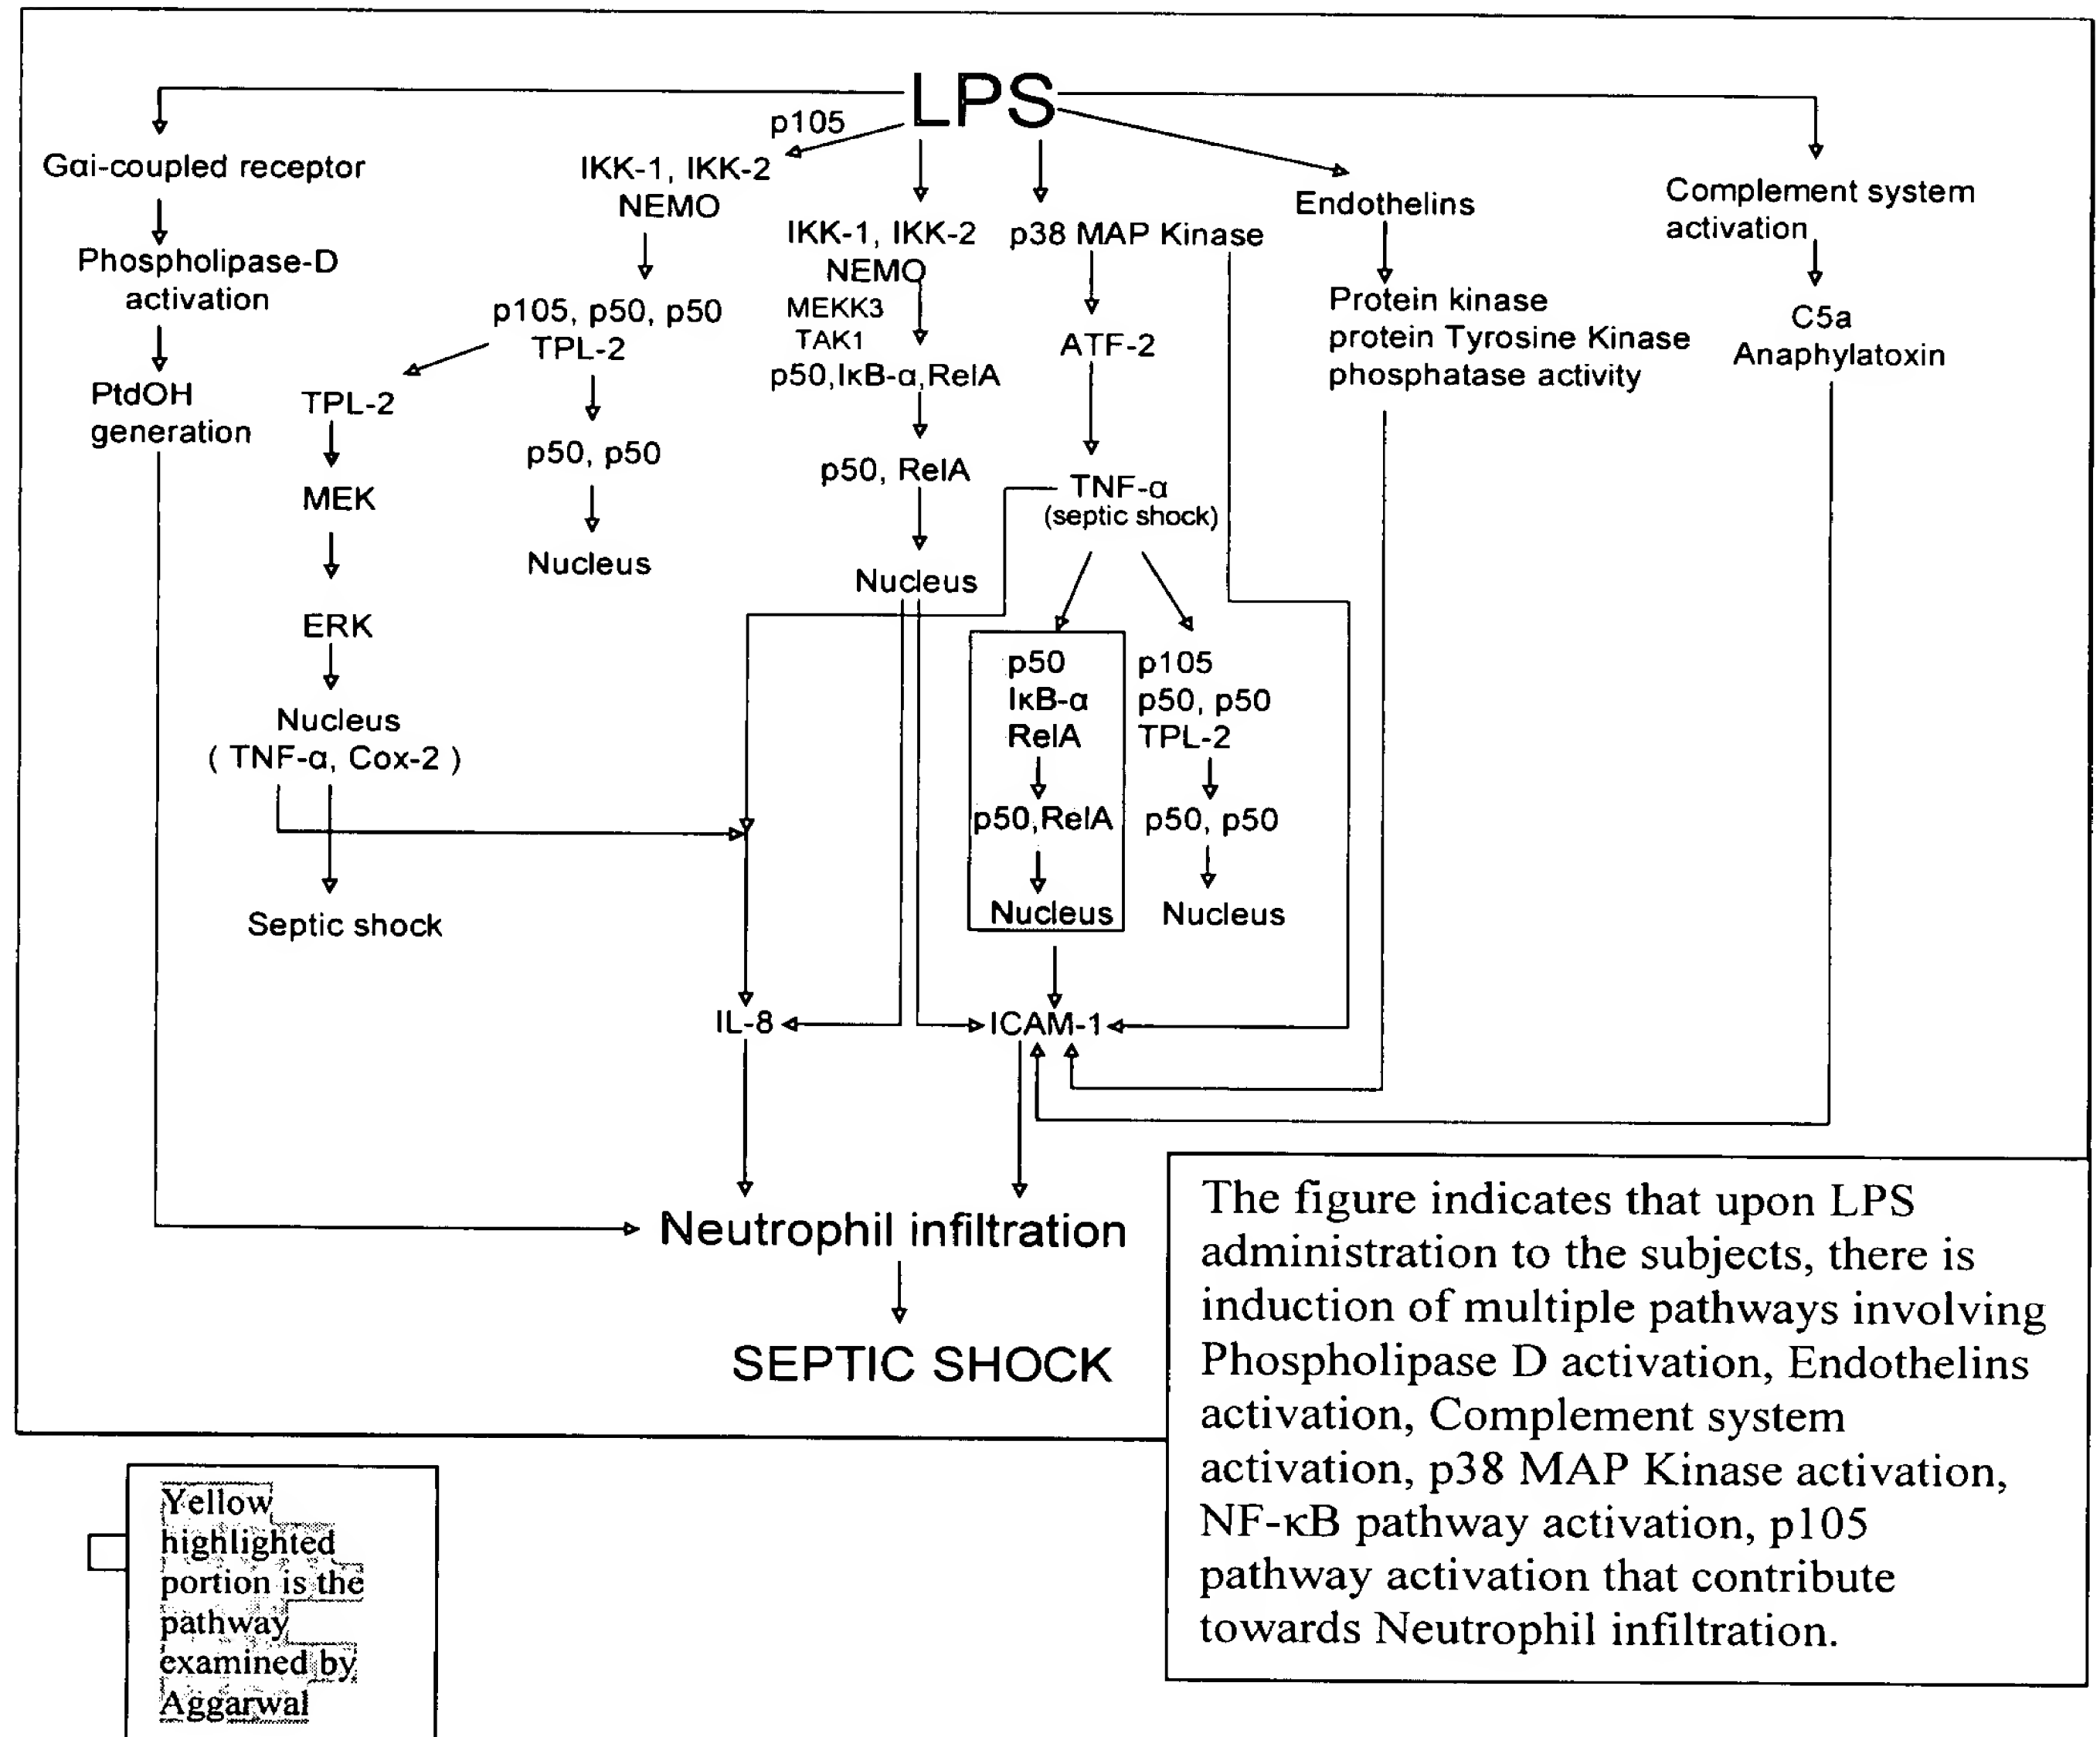 LPS
p105
Gαi-coupled receptor
Phospholipase-D
activation
PtdOH
generation
IKK-1, IKK-2
NEMO
p105, p50, p50
TPL-2
TPL-2
MEK
ERK
Nucleus
( TNF-α, Cox-2 )
Septic shock
p50, p50
Nucleus
IKK-1, IKK-2
NEMO
MEKK3
TAK1
p50,IκB-α,RelA
p50, RelA
Nucleus
p38 MAP Kinase
ATF-2
TNF-α
(septic shock)
p50
IκB-α
RelA
p50,RelA
Nucleus
p105
p50, p50
TPL-2
p50, p50
Nucleus
Endothelins
Protein kinase
protein Tyrosine Kinase
phosphatase activity
Complement system
activation
C5a
Anaphylatoxin
IL-8
ICAM-1
Neutrophil infiltration
SEPTIC SHOCK
The figure indicates that upon LPS
administration to the subjects, there is
induction of multiple pathways involving
Phospholipase D activation, Endothelins
activation, Complement system
activation, p38 MAP Kinase activation,
NF-κB pathway activation, p105
pathway activation that contribute
towards Neutrophil infiltration.
Yellow
highlighted
portion is the
pathway
examined by
Aggarwal